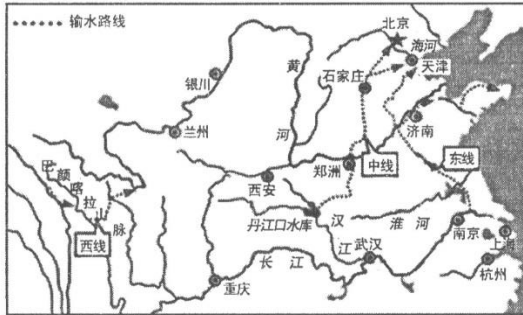 输水路线
北京
海河
天津
石家庄
银川
黄河
济南
兰州
郑洲
中线
东线
西安
巴颜喀拉山脉
西线
丹江口水库
汉江
淮河
南京
上海
武汉
长江
杭州
重庆